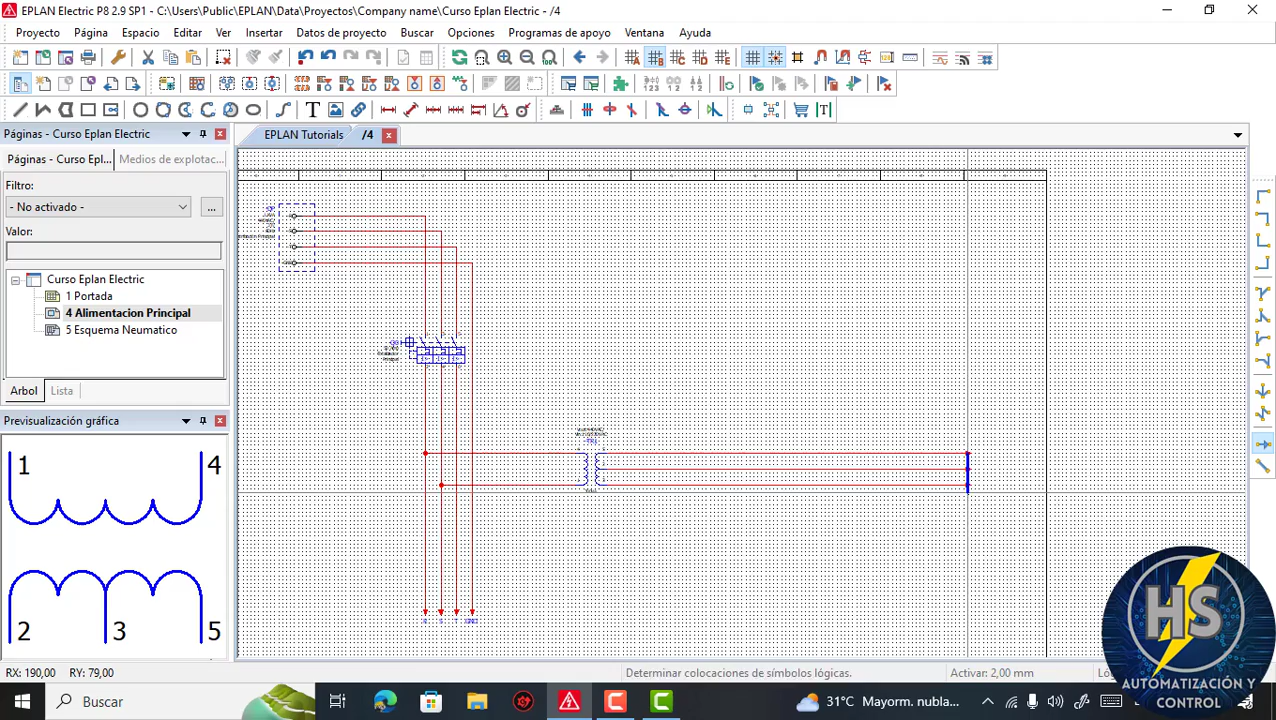 EPLAN Electric P8 2.9 SP1 - C:\Users\Public\EPLAN\Data\Proyectos\Company name\Curso Eplan Electric - /4
Proyecto Página Espacio Editar Ver Insertar Datos de proyecto Buscar Opciones Programas de apoyo Ventana Ayuda
Páginas - Curso Eplan Electric
EPLAN Tutorials /4
Páginas - Curso Epl... Medios de explotac...
Filtro:
- No activado - ...
Valor:
Curso Eplan Electric
1 Portada
4 Alimentacion Principal
5 Esquema Neumatico
Arbol Lista
Previsualización gráfica
1 4
2 3 5
-TR1
R S T GND
HS
AUTOMATIZACIÓN Y
CONTROL
RX: 190,00 RY: 79,00 Determinar colocaciones de símbolos lógicas. Activar: 2,00 mm
Buscar 31°C Mayorm. nubla...